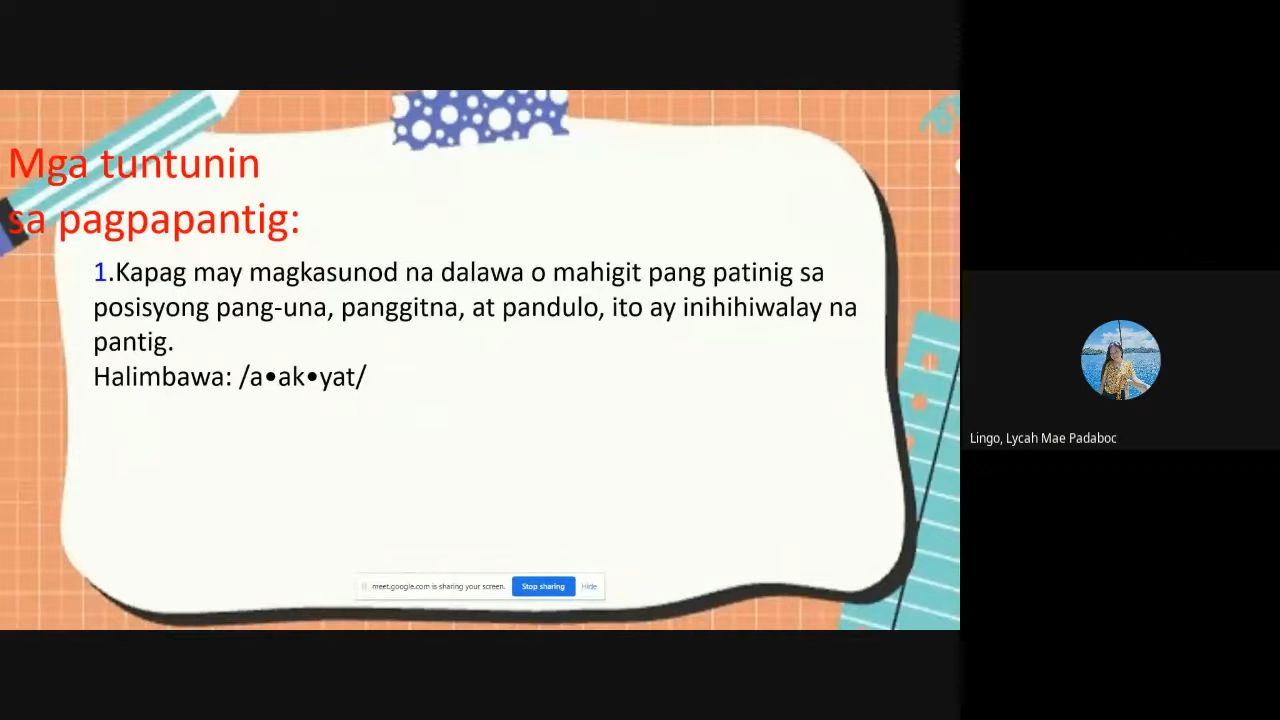 Mga tuntunin
sa pagpapantig:
1.Kapag may magkasunod na dalawa o mahigit pang patinig sa
posisyong pang-una, panggitna, at pandulo, ito ay inihihiwalay na
pantig.
Halimbawa: /a•ak•yat/
Lingo, Lycah Mae Padaboc
meet.google.com is sharing your screen. Stop sharing Hide